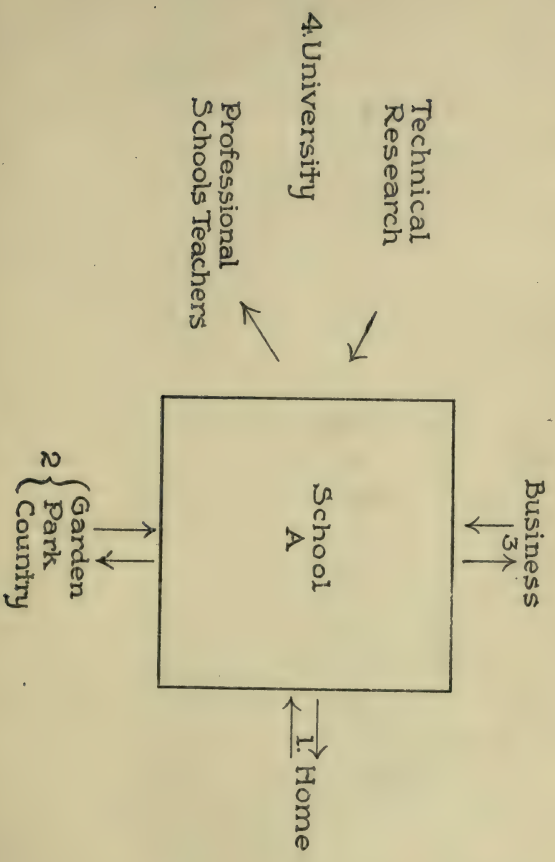 Business
3
Technical
Research
4. University
Professional
Schools Teachers
School
A
1. Home
2 { Garden
Park
Country